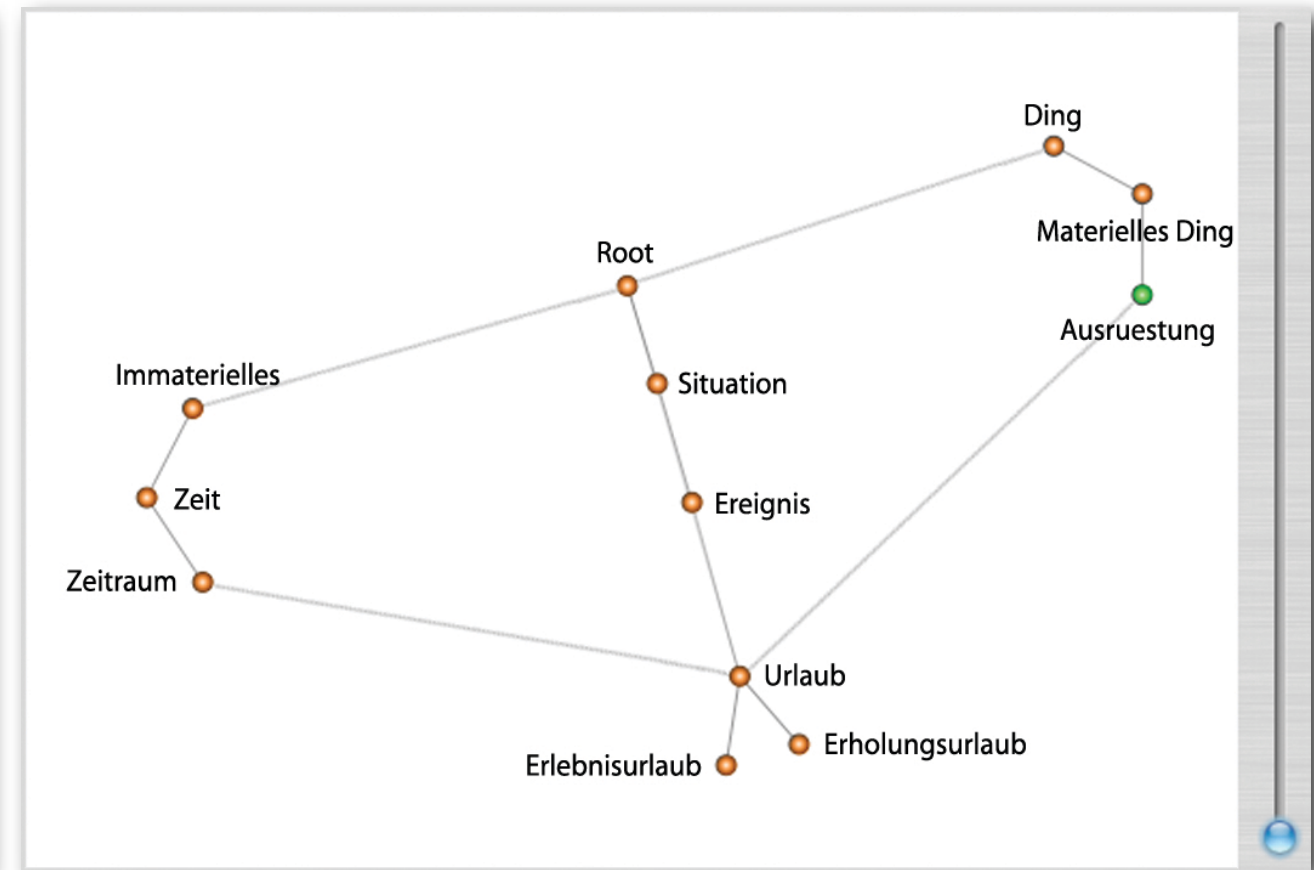 Ding
Materielles Ding
Root
Ausruestung
Immaterielles
Situation
Zeit
Ereignis
Zeitraum
Urlaub
Erholungsurlaub
Erlebnisurlaub